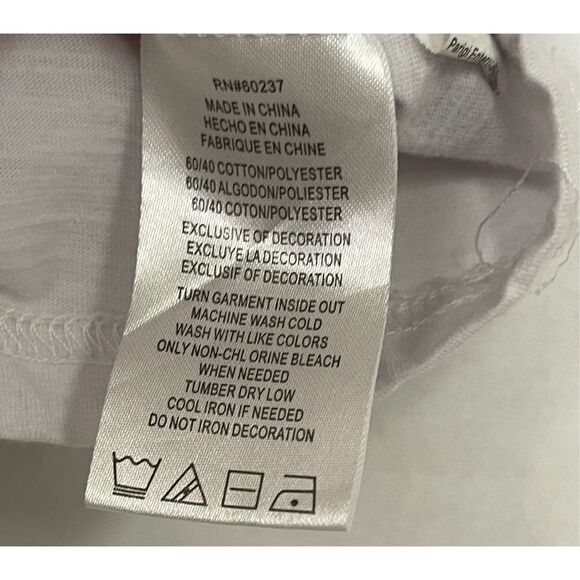 RN#60237
MADE IN CHINA
HECHO EN CHINA
FABRIQUE EN CHINE
60/40 COTTON/POLYESTER
60/40 ALGODON/POLIESTER
60/40 COTON/POLYESTER
EXCLUSIVE OF DECORATION
EXCLUYE LA DECORATION
EXCLUSIF OF DECORATION
TURN GARMENT INSIDE OUT
MACHINE WASH COLD
WASH WITH LIKE COLORS
ONLY NON-CHLORINE BLEACH
WHEN NEEDED
TUMBER DRY LOW
COOL IRON IF NEEDED
DO NOT IRON DECORATION